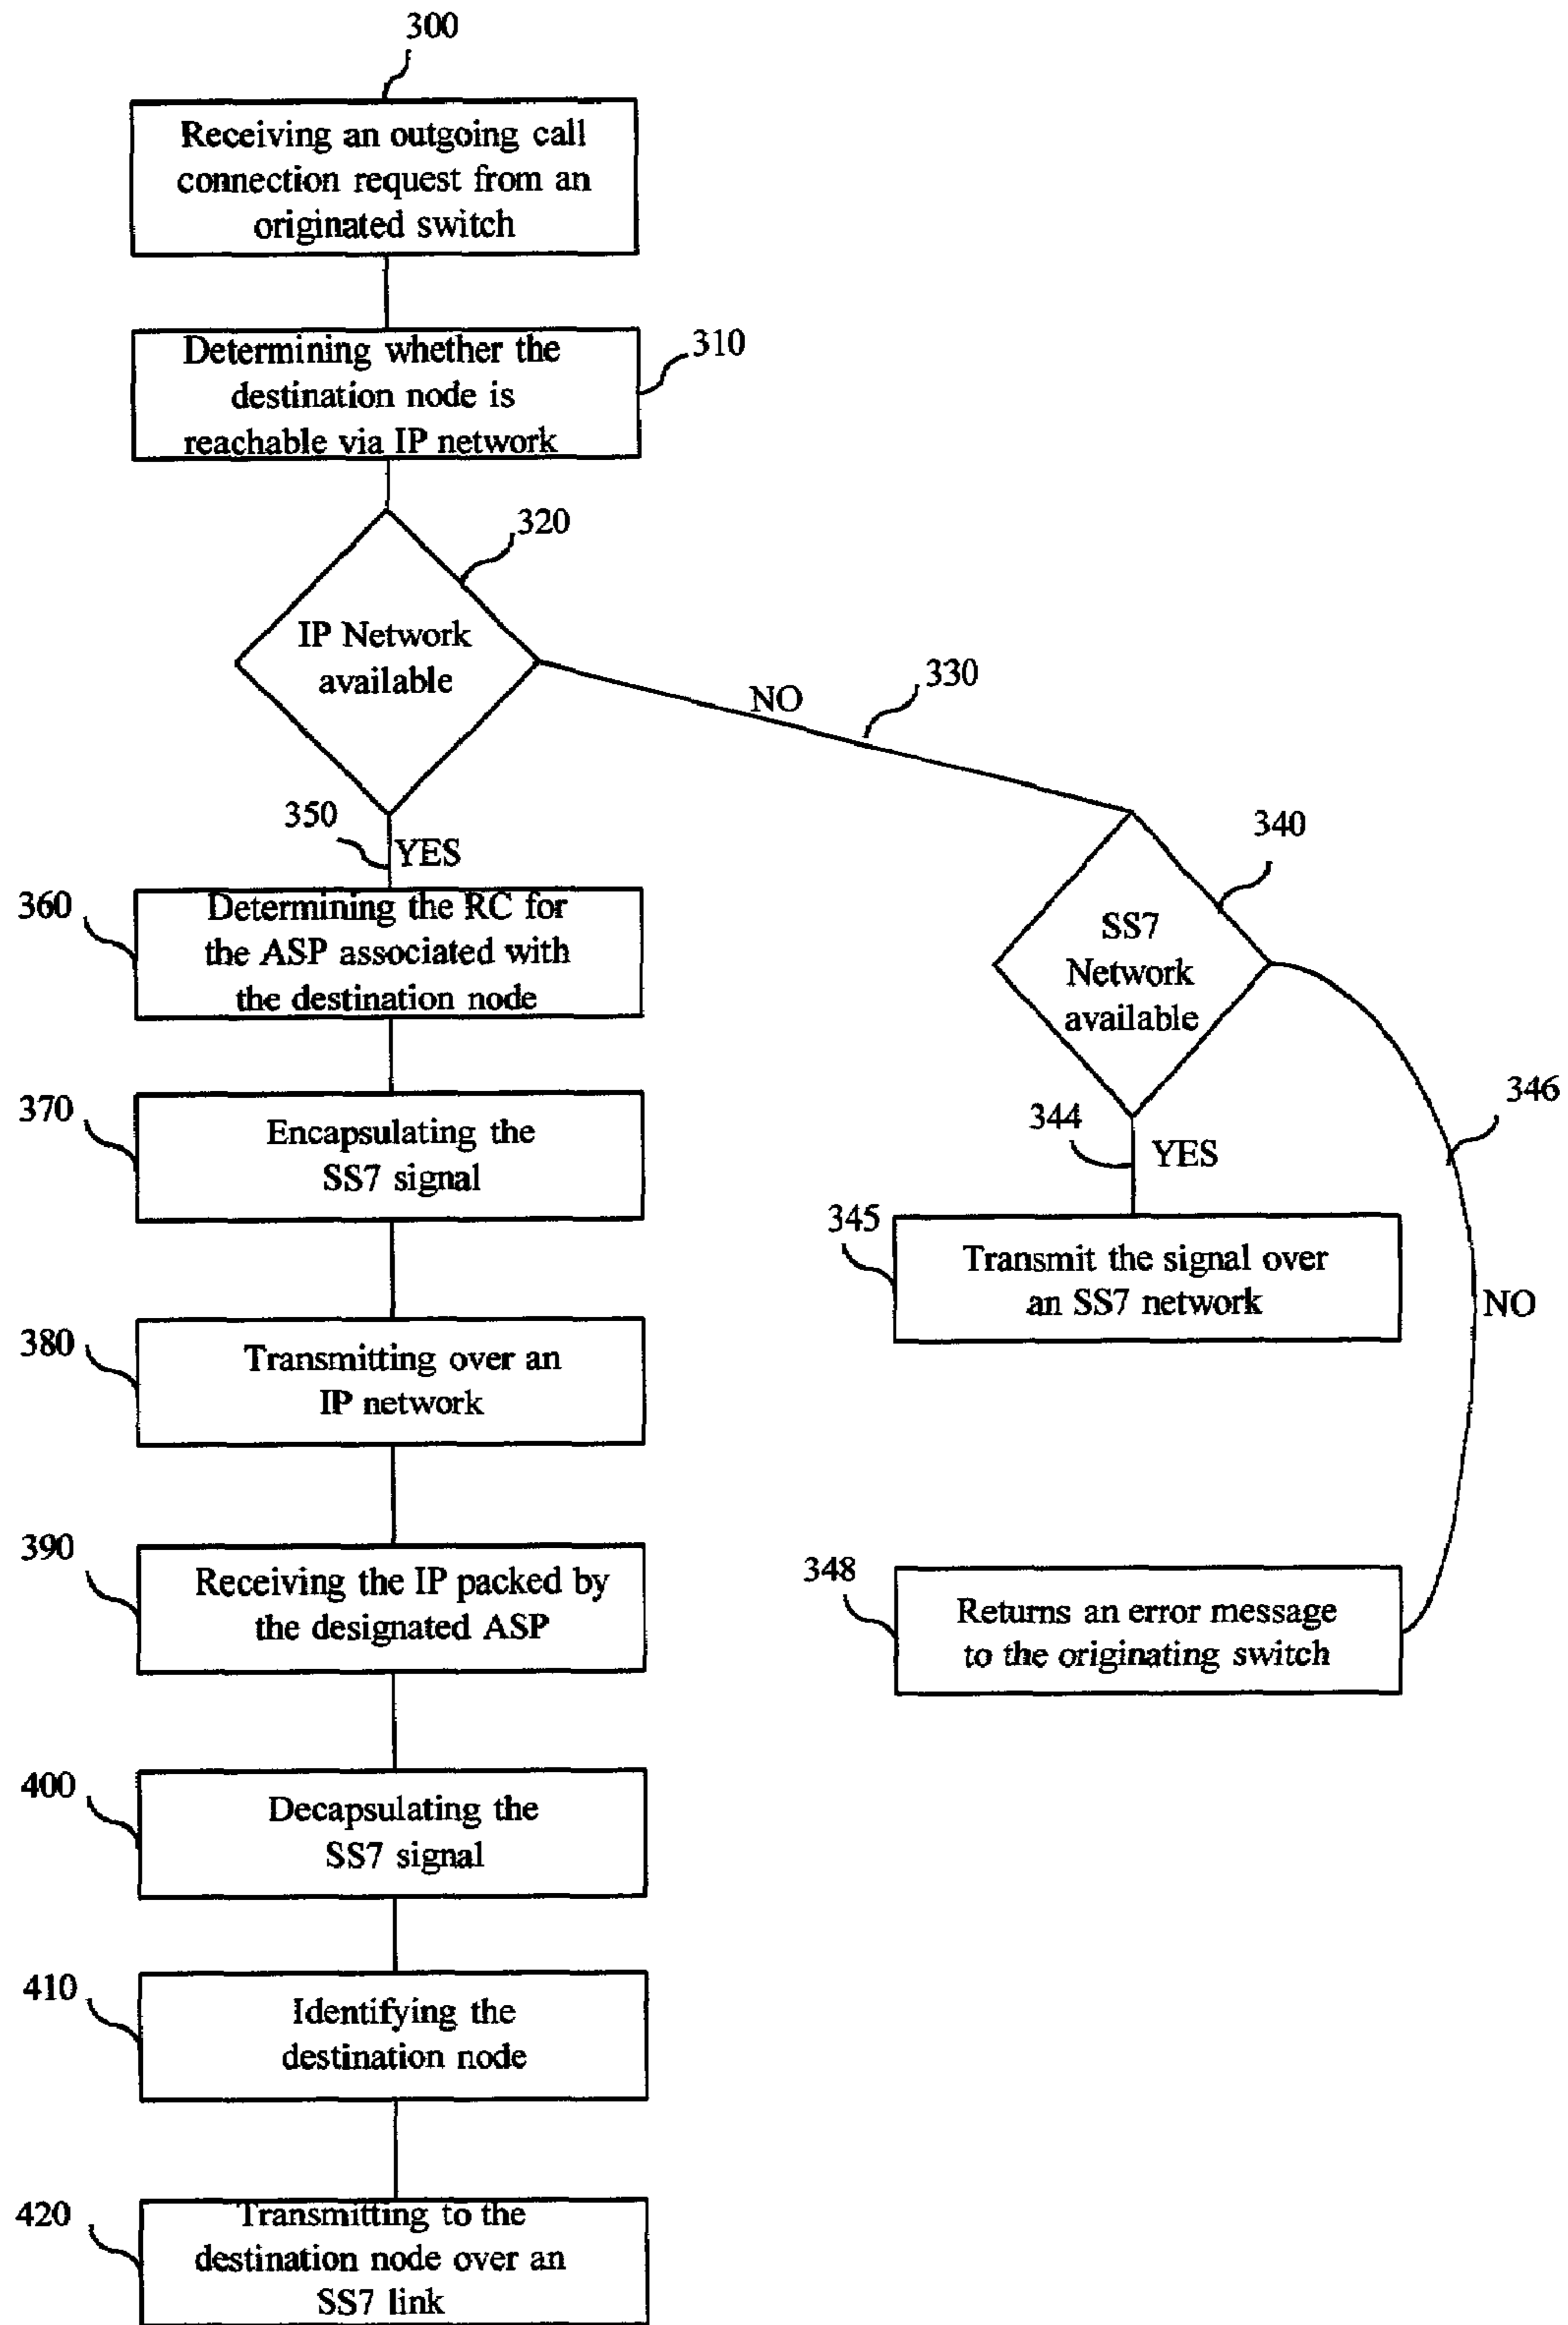 300
Receiving an outgoing call
connection request from an
originated switch
310
Determining whether the
destination node is
reachable via IP network
320
IP Network
available
NO
330
350
YES
340
SS7
Network
available
360
Determining the RC for
the ASP associated with
the destination node
346
344
YES
370
Encapsulating the
SS7 signal
345
Transmit the signal over
an SS7 network
NO
380
Transmitting over an
IP network
390
Receiving the IP packed by
the designated ASP
348
Returns an error message
to the originating switch
400
Decapsulating the
SS7 signal
410
Identifying the
destination node
420
Transmitting to the
destination node over an
SS7 link